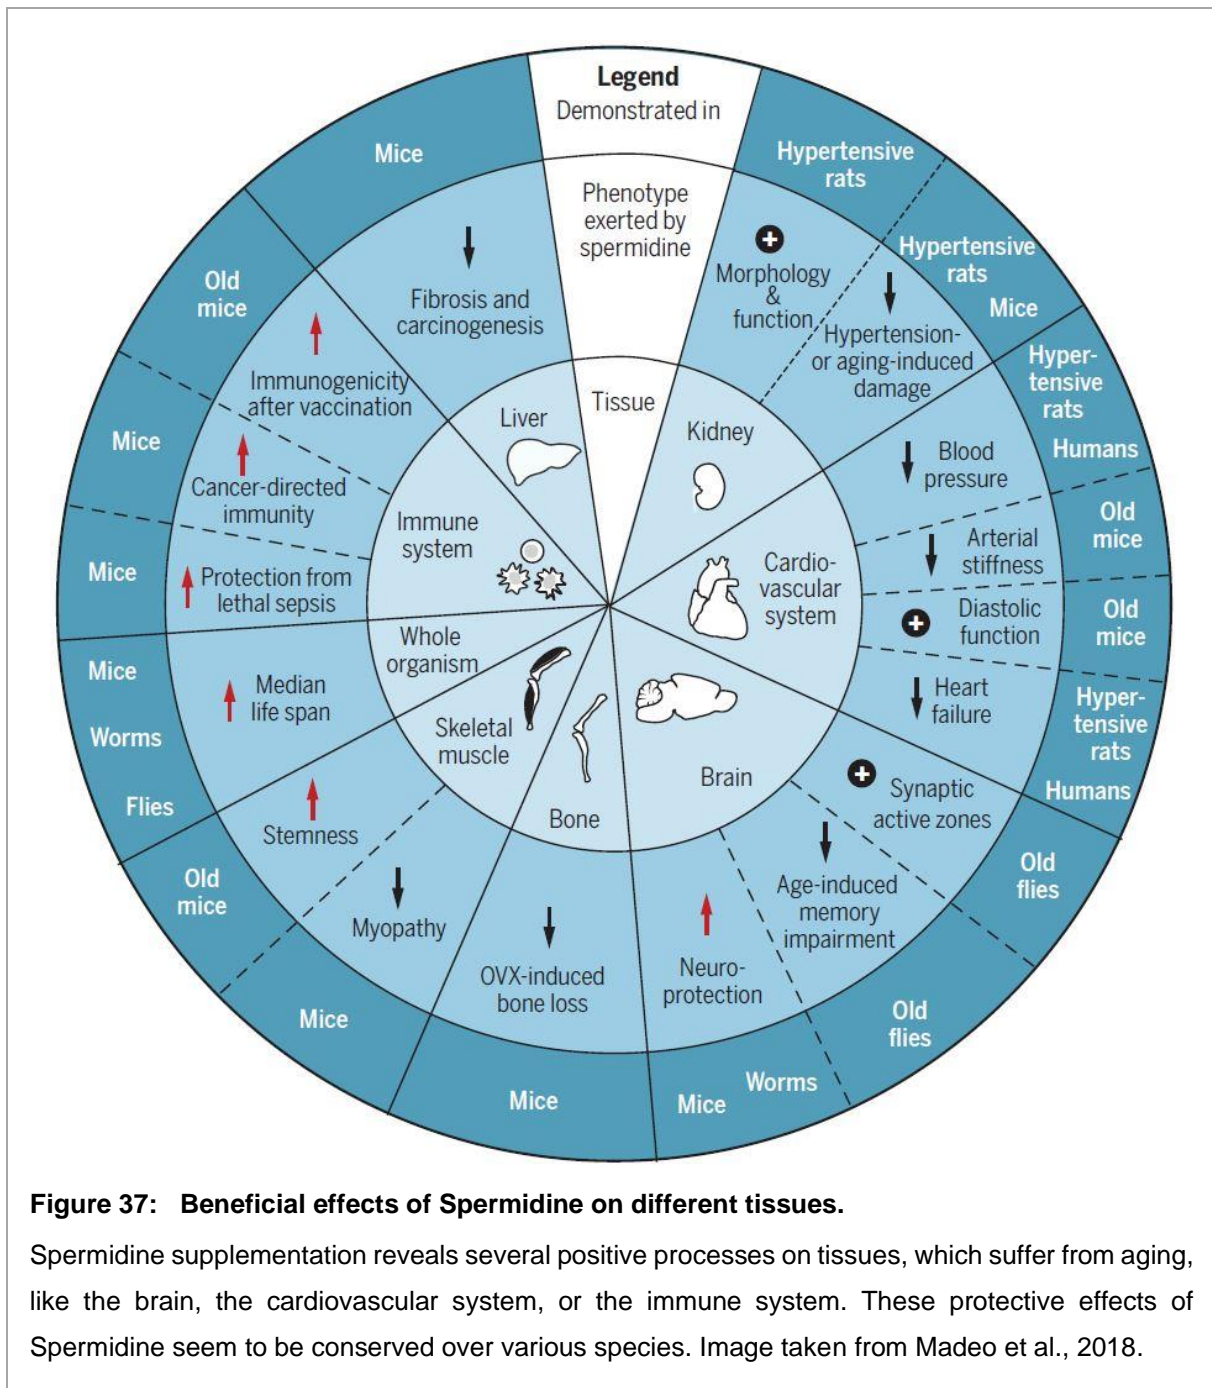 Legend
Demonstrated in
Phenotype
exerted by
spermidine
Tissue
Hypertensive
rats
Morphology
&
function
Kidney
Hypertensive
rats
Mice
Hypertension-
or aging-induced
damage
Hyper-
tensive
rats
Humans
Blood
pressure
Old
mice
Arterial
stiffness
Cardio-
vascular
system
Old
mice
Diastolic
function
Hyper-
tensive
rats
Humans
Heart
failure
Old
flies
Synaptic
active zones
Brain
Old
flies
Age-induced
memory
impairment
Worms
Mice
Neuro-
protection
Mice
OVX-induced
bone loss
Bone
Mice
Myopathy
Skeletal
muscle
Old
mice
Stemness
Mice
Worms
Flies
Median
life span
Whole
organism
Mice
Protection from
lethal sepsis
Immune
system
Mice
Cancer-directed
immunity
Old
mice
Immunogenicity
after vaccination
Mice
Fibrosis and
carcinogenesis
Liver
Figure 37: Beneficial effects of Spermidine on different tissues.
Spermidine supplementation reveals several positive processes on tissues, which suffer from aging,
like the brain, the cardiovascular system, or the immune system. These protective effects of
Spermidine seem to be conserved over various species. Image taken from Madeo et al., 2018.